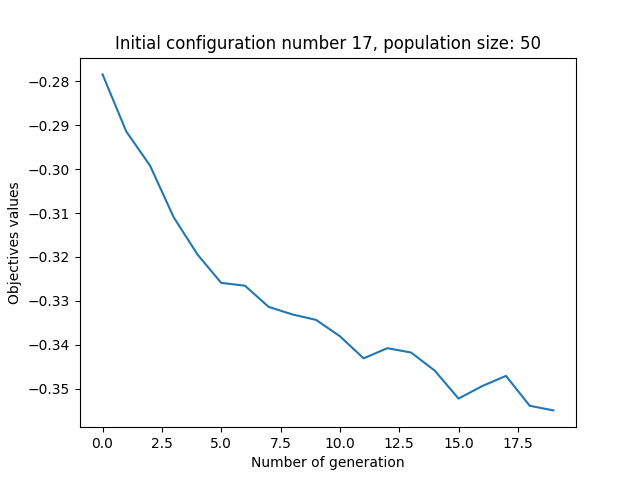 Initial configuration number 17, population size: 50
Objectives values
−0.28
−0.29
−0.30
−0.31
−0.32
−0.33
−0.34
−0.35
0.0 2.5 5.0 7.5 10.0 12.5 15.0 17.5
Number of generation